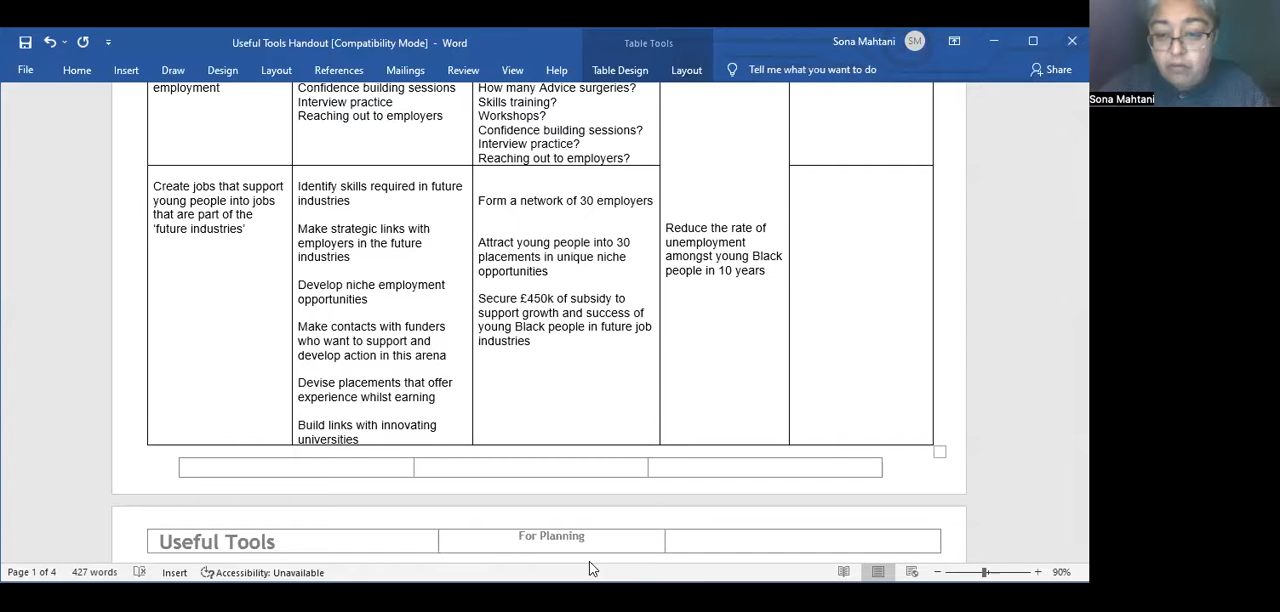 Useful Tools Handout [Compatibility Mode] - Word
Table Tools
Sona Mahtani
SM
File
Home
Insert
Draw
Design
Layout
References
Mailings
Review
View
Help
Table Design
Layout
Tell me what you want to do
Share
Sona Mahtani
employment
Confidence building sessions
Interview practice
Reaching out to employers
How many Advice surgeries?
Skills training?
Workshops?
Confidence building sessions?
Interview practice?
Reaching out to employers?
Create jobs that support
young people into jobs
that are part of the
'future industries'
Identify skills required in future
industries
Make strategic links with
employers in the future
industries
Develop niche employment
opportunities
Make contacts with funders
who want to support and
develop action in this arena
Devise placements that offer
experience whilst earning
Build links with innovating
universities
Form a network of 30 employers
Attract young people into 30
placements in unique niche
opportunities
Secure £450k of subsidy to
support growth and success of
young Black people in future job
industries
Reduce the rate of
unemployment
amongst young Black
people in 10 years
Useful Tools
For Planning
Page 1 of 4
427 words
Insert
Accessibility: Unavailable
90%